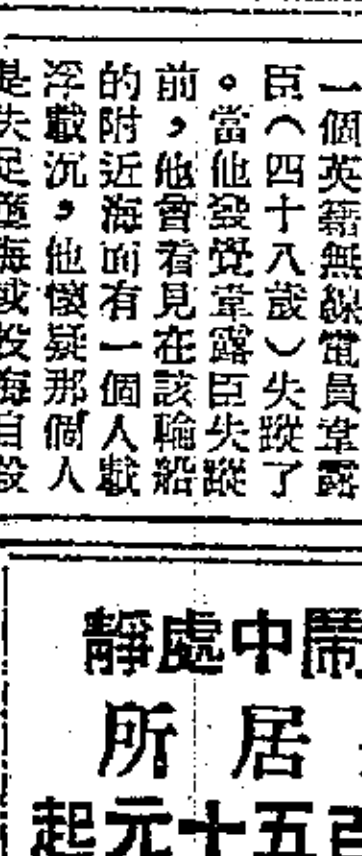 一個英籍無線電員韋露
臣（四十八歲）失蹤了
。當他發覺韋露臣失蹤
前，他曾看見在該輪船
的附近海面有一個人載
浮載沉，他懷疑那個人
是失足墮海或投海自殺
鬧中處靜
居所
百五十元起